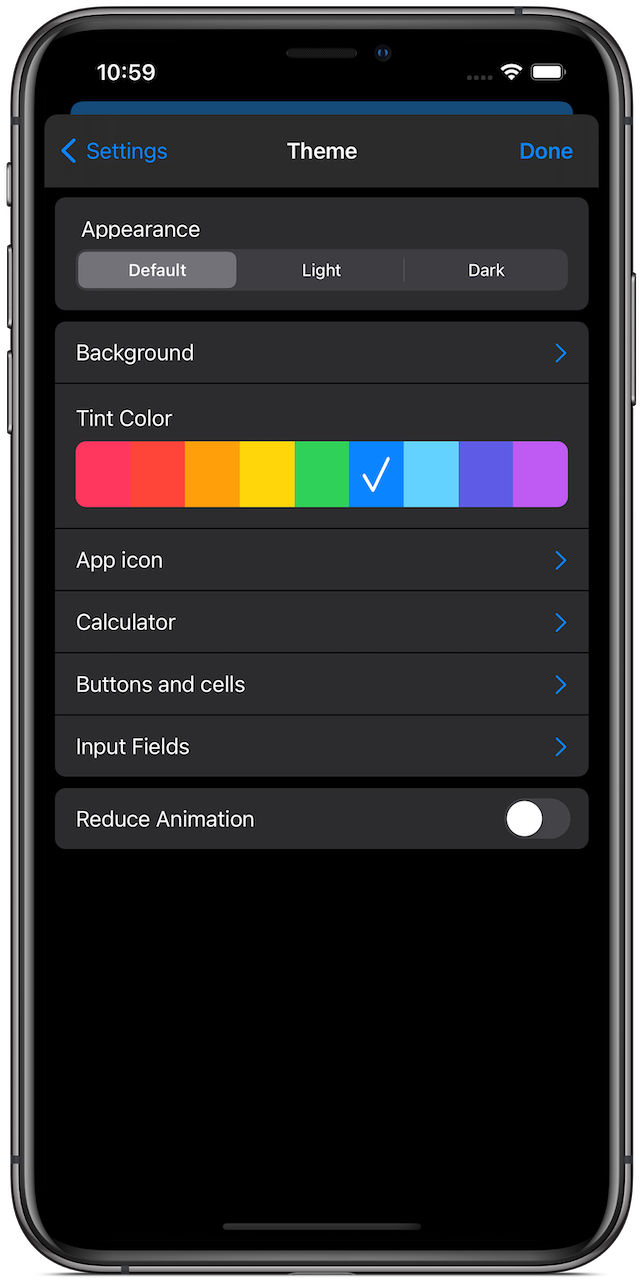 10:59
Settings Theme Done
Appearance
Default Light Dark
Background
Tint Color
App icon
Calculator
Buttons and cells
Input Fields
Reduce Animation